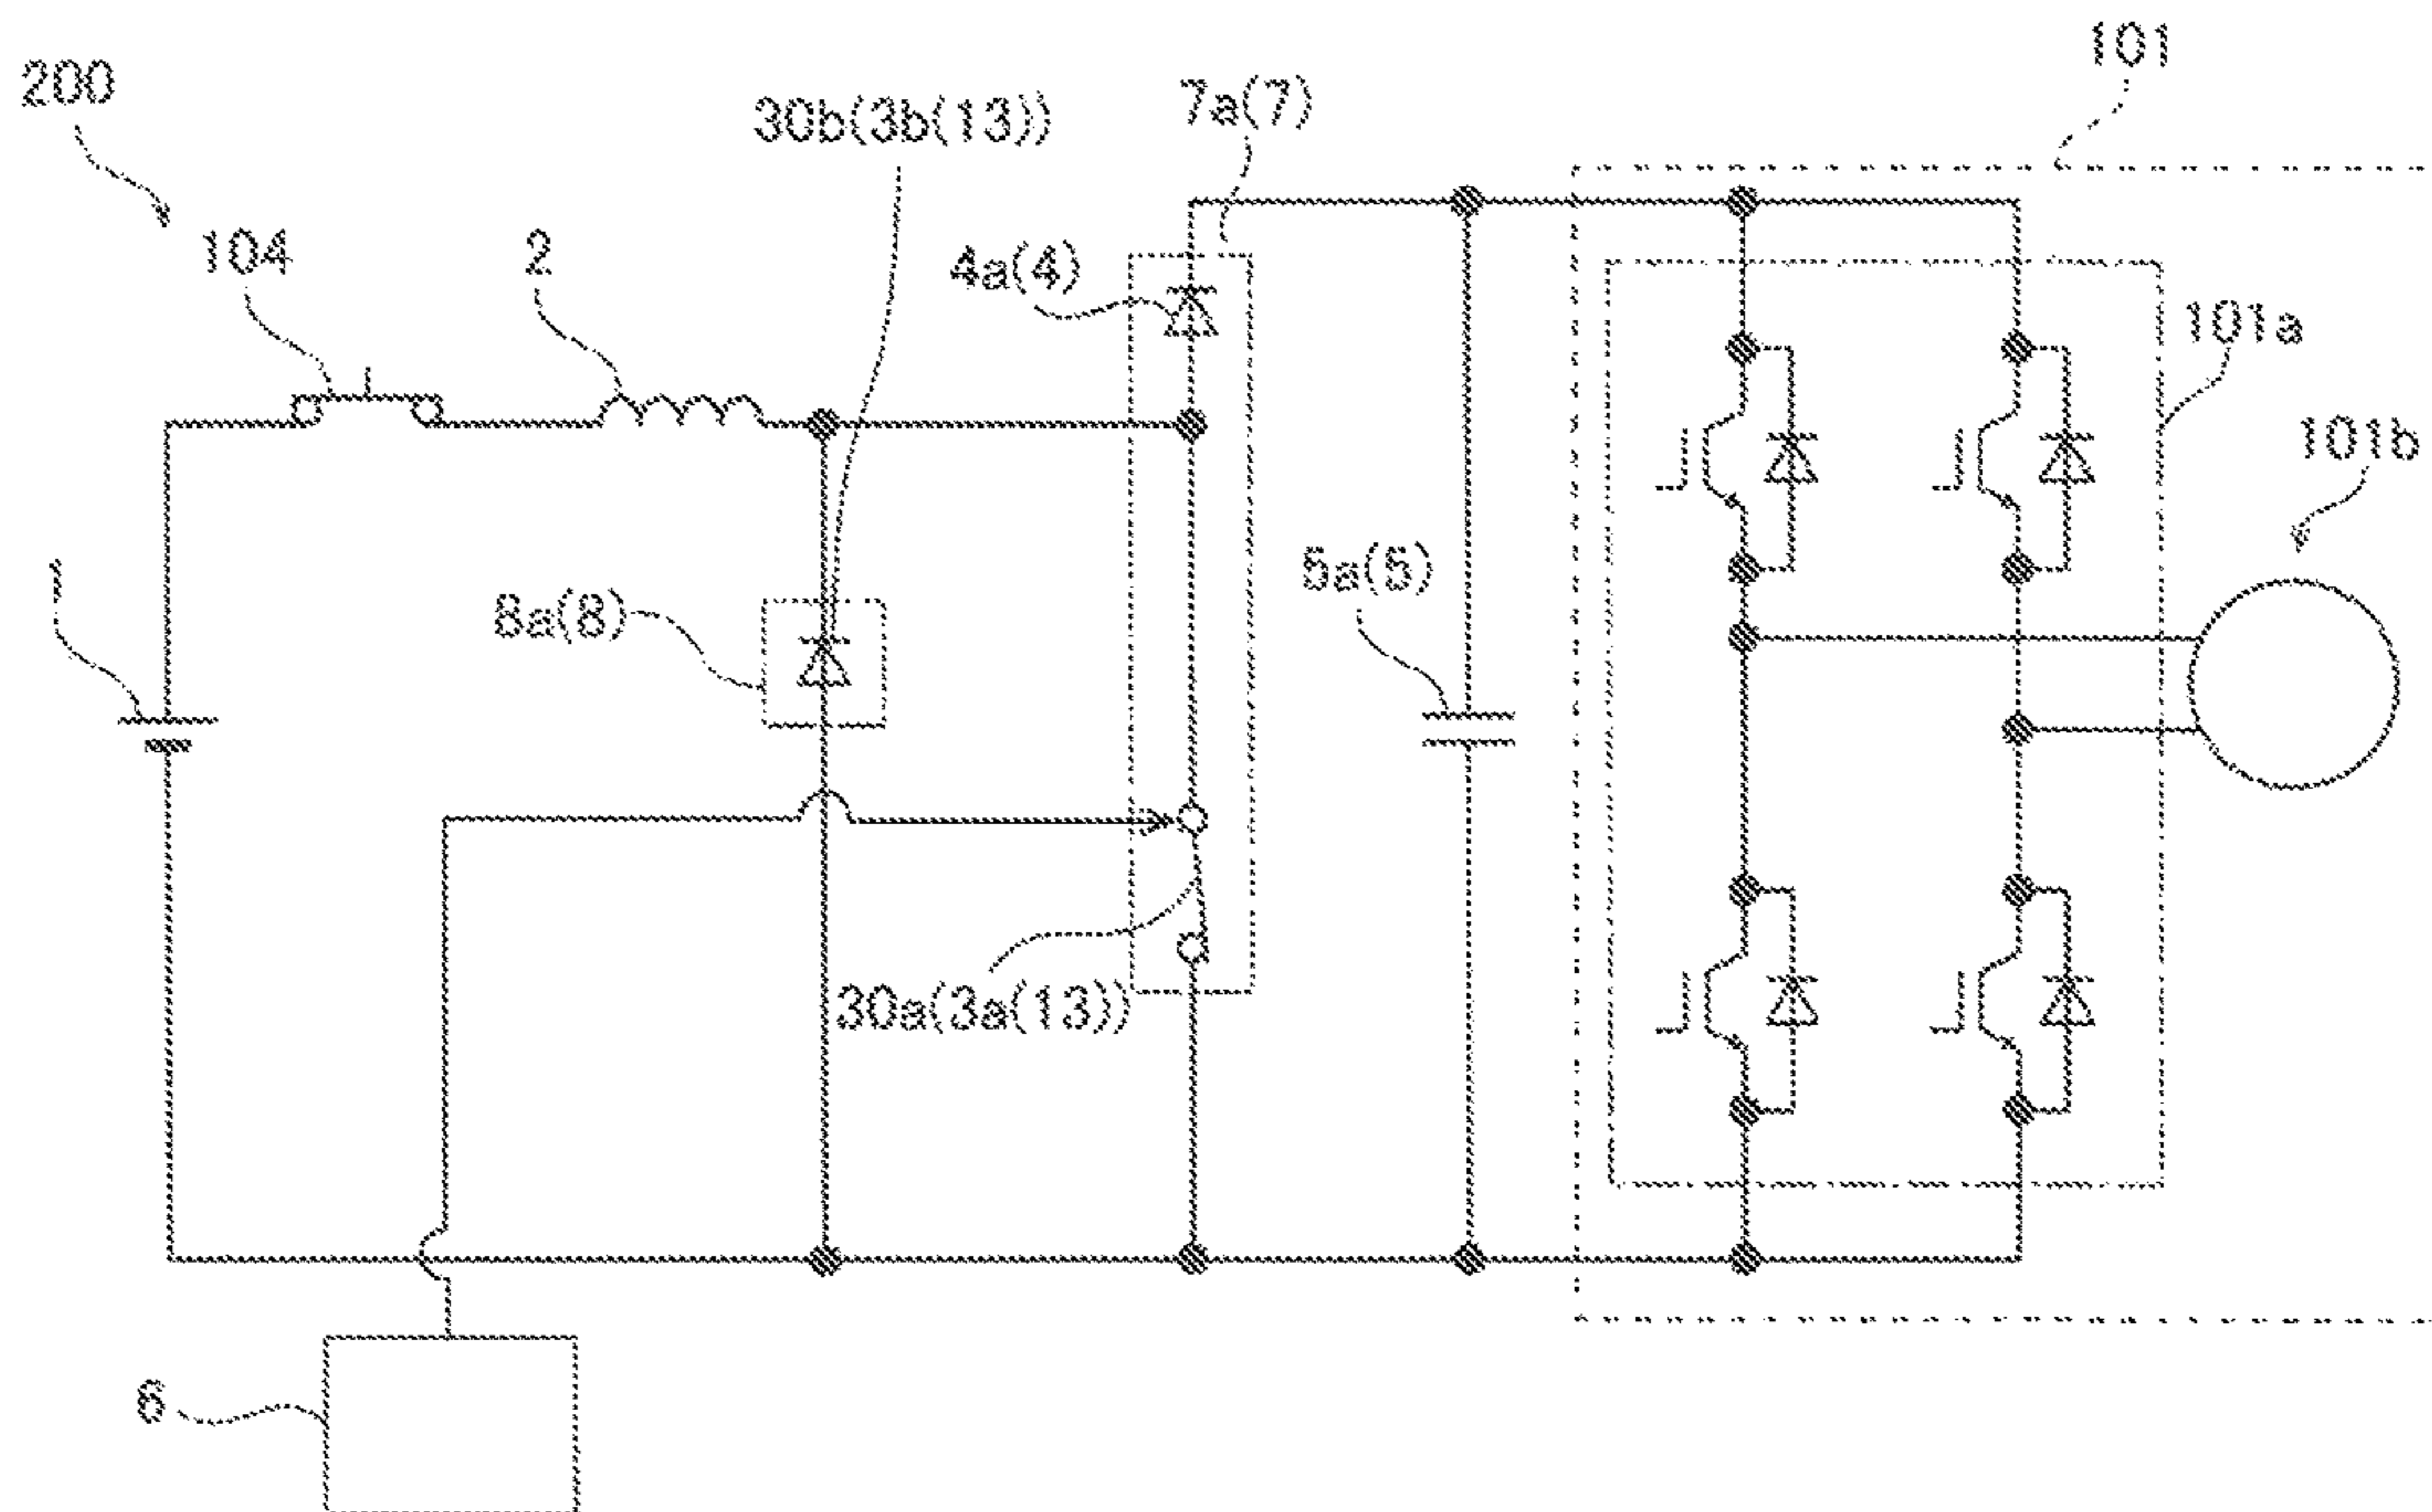 101
200
7a(7)
30b(3b(13))
104
2
4a(4)
101a
101b
1
5a(5)
8a(8)
30a(3a(13))
6